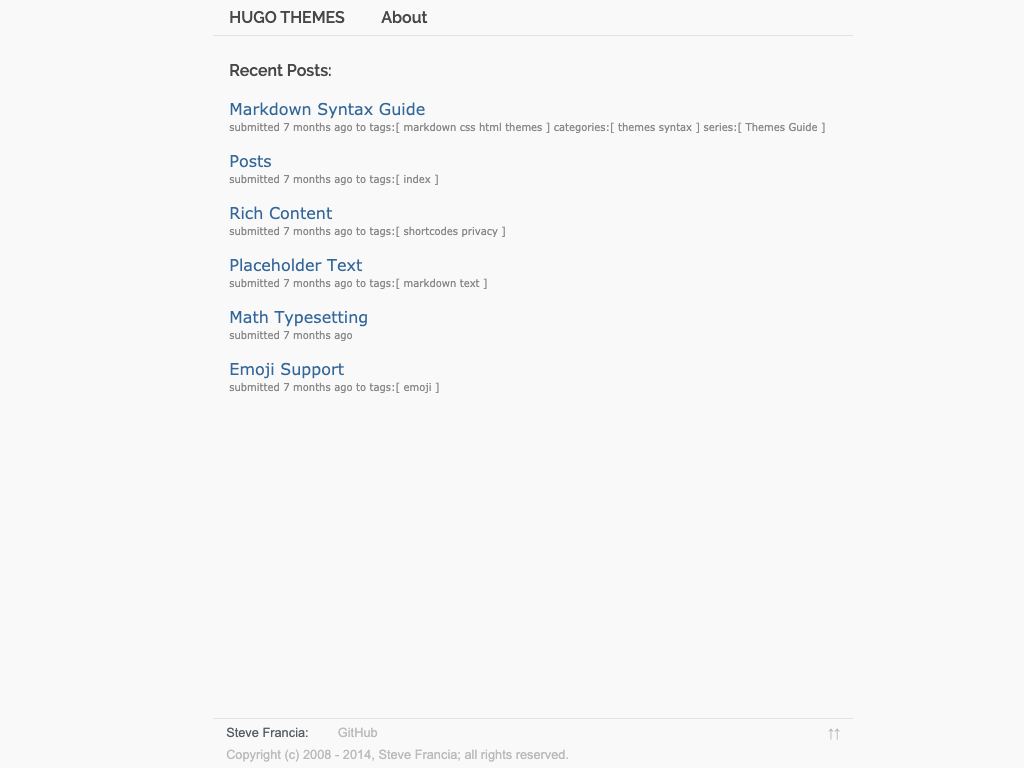 HUGO THEMES About
Recent Posts:
Markdown Syntax Guide
submitted 7 months ago to tags:[ markdown css html themes ] categories:[ themes syntax ] series:[ Themes Guide ]
Posts
submitted 7 months ago to tags:[ index ]
Rich Content
submitted 7 months ago to tags:[ shortcodes privacy ]
Placeholder Text
submitted 7 months ago to tags:[ markdown text ]
Math Typesetting
submitted 7 months ago
Emoji Support
submitted 7 months ago to tags:[ emoji ]
Steve Francia: GitHub ↑↑
Copyright (c) 2008 - 2014, Steve Francia; all rights reserved.